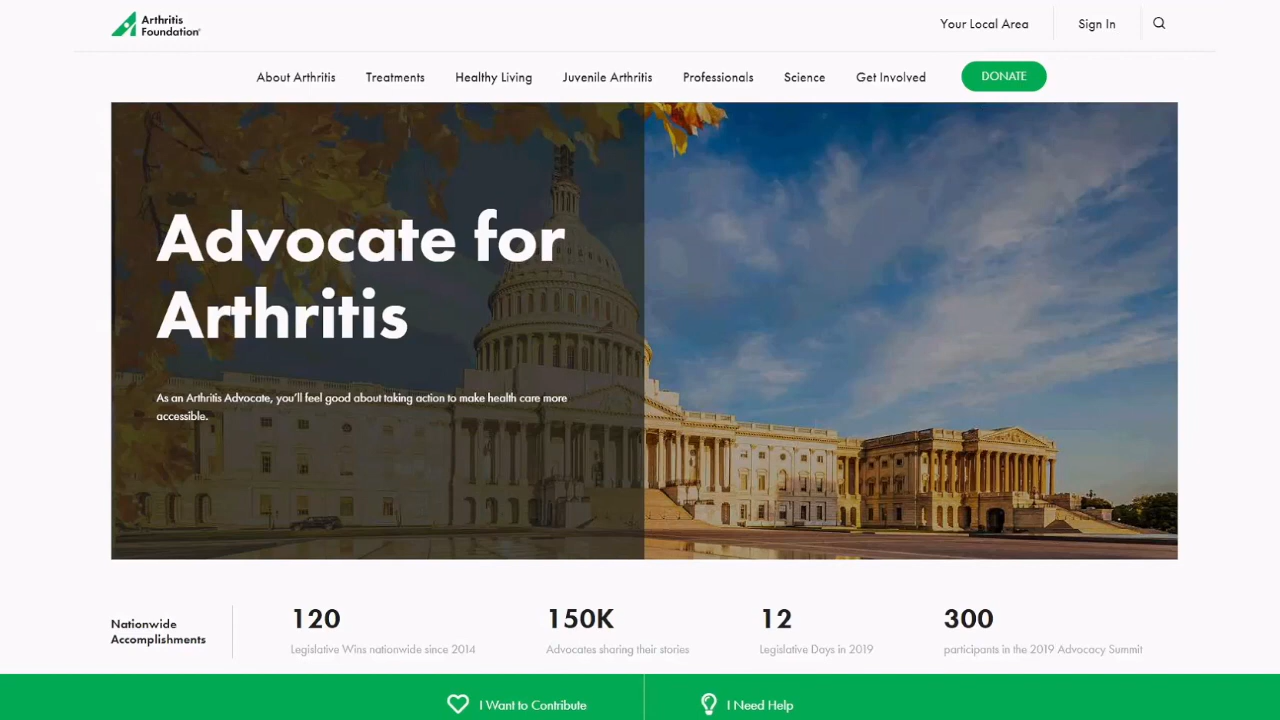 Arthritis
Foundation®
Your Local Area
Sign In
About Arthritis
Treatments
Healthy Living
Juvenile Arthritis
Professionals
Science
Get Involved
DONATE
Advocate for
Arthritis
As an Arthritis Advocate, you'll feel good about taking action to make health care more
accessible.
Nationwide
Accomplishments
120
Legislative Wins nationwide since 2014
150K
Advocates sharing their stories
12
Legislative Days in 2019
300
participants in the 2019 Advocacy Summit
I Want to Contribute
I Need Help